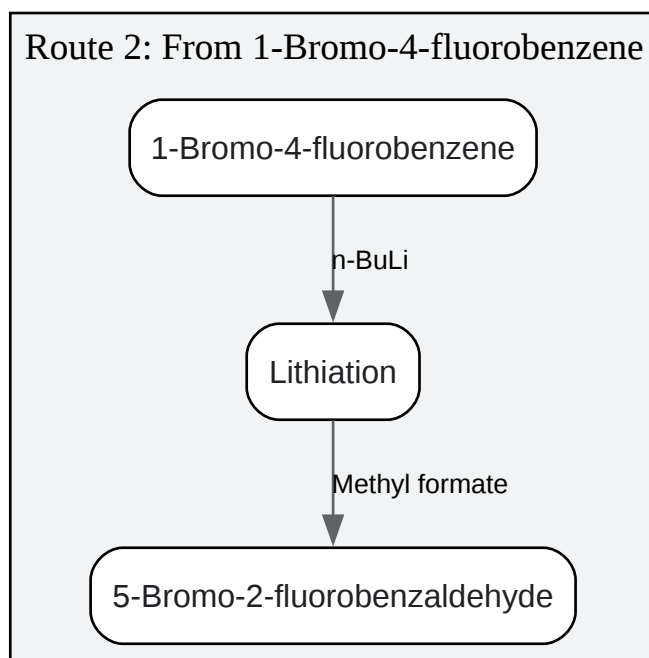 Route 2: From 1-Bromo-4-fluorobenzene
1-Bromo-4-fluorobenzene
n-BuLi
Lithiation
Methyl formate
5-Bromo-2-fluorobenzaldehyde